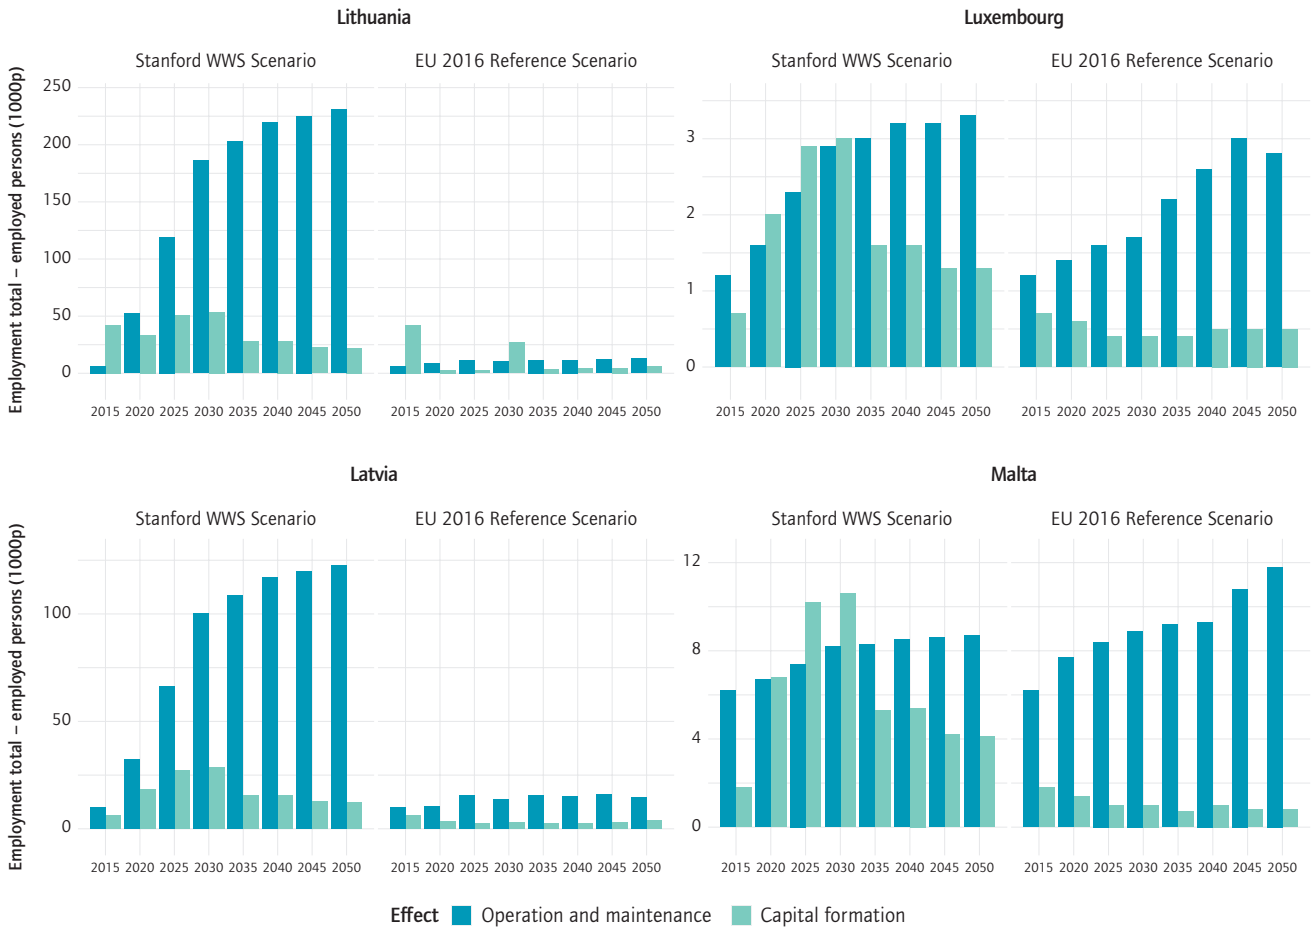 Lithuania
Stanford WWS Scenario EU 2016 Reference Scenario
Employment total – employed persons (1000p)
250
200
150
100
50
0
2015 2020 2025 2030 2035 2040 2045 2050 2015 2020 2025 2030 2035 2040 2045 2050
Luxembourg
Stanford WWS Scenario EU 2016 Reference Scenario
3
2
1
0
2015 2020 2025 2030 2035 2040 2045 2050 2015 2020 2025 2030 2035 2040 2045 2050
Latvia
Stanford WWS Scenario EU 2016 Reference Scenario
Employment total – employed persons (1000p)
100
50
0
2015 2020 2025 2030 2035 2040 2045 2050 2015 2020 2025 2030 2035 2040 2045 2050
Malta
Stanford WWS Scenario EU 2016 Reference Scenario
12
8
4
0
2015 2020 2025 2030 2035 2040 2045 2050 2015 2020 2025 2030 2035 2040 2045 2050
Effect Operation and maintenance Capital formation